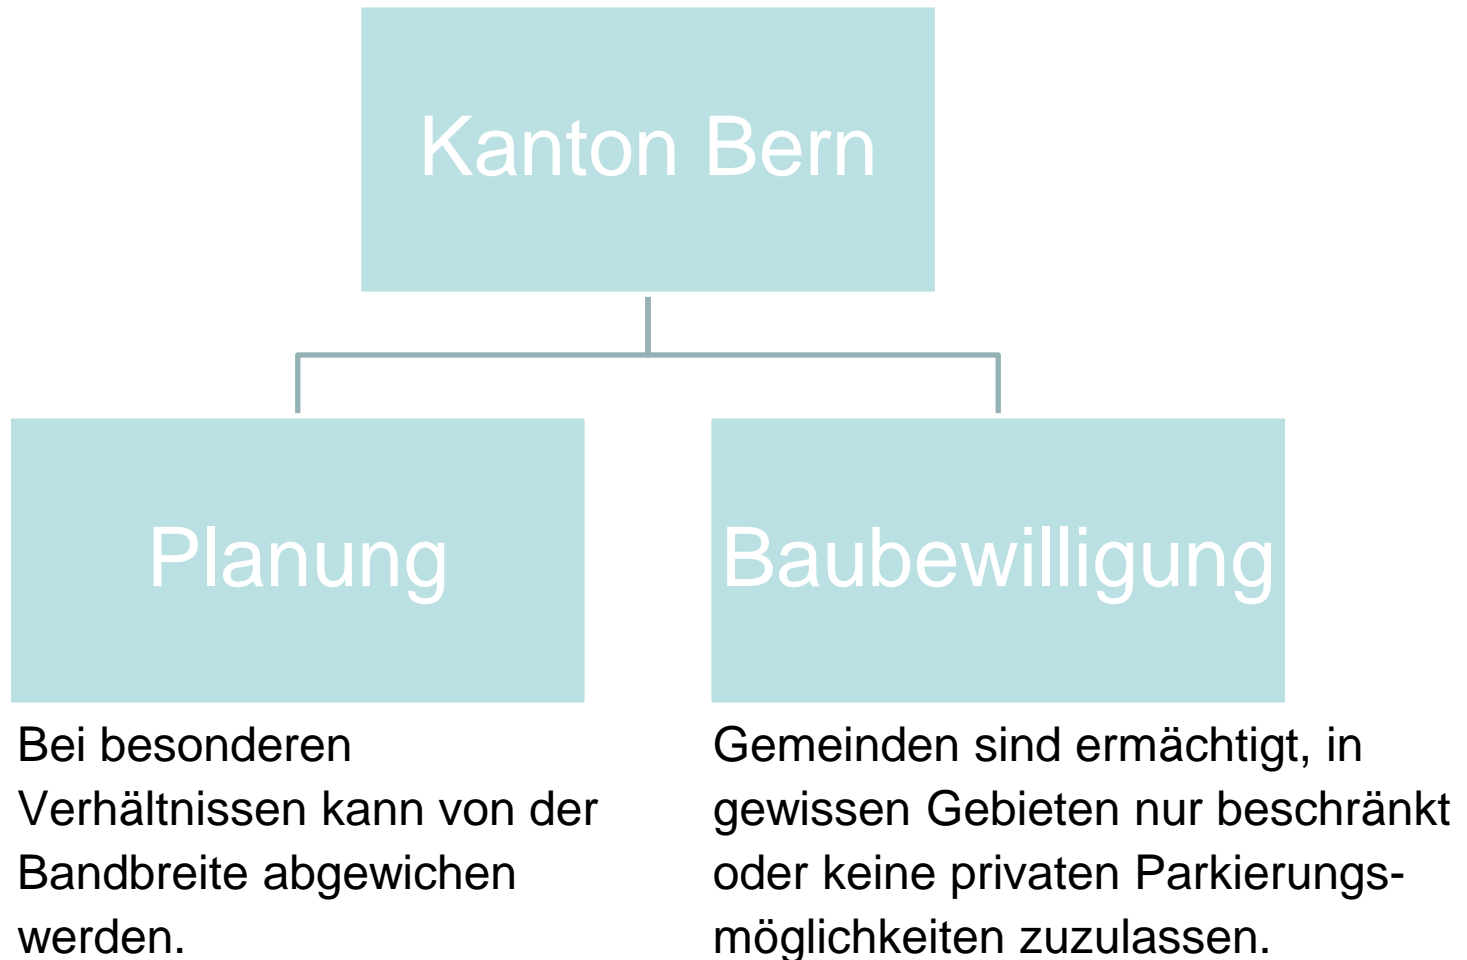 Kanton Bern
Planung
Baubewilligung
Bei besonderen
Verhältnissen kann von der
Bandbreite abgewichen
werden.
Gemeinden sind ermächtigt, in
gewissen Gebieten nur beschränkt
oder keine privaten Parkierungs-
möglichkeiten zuzulassen.